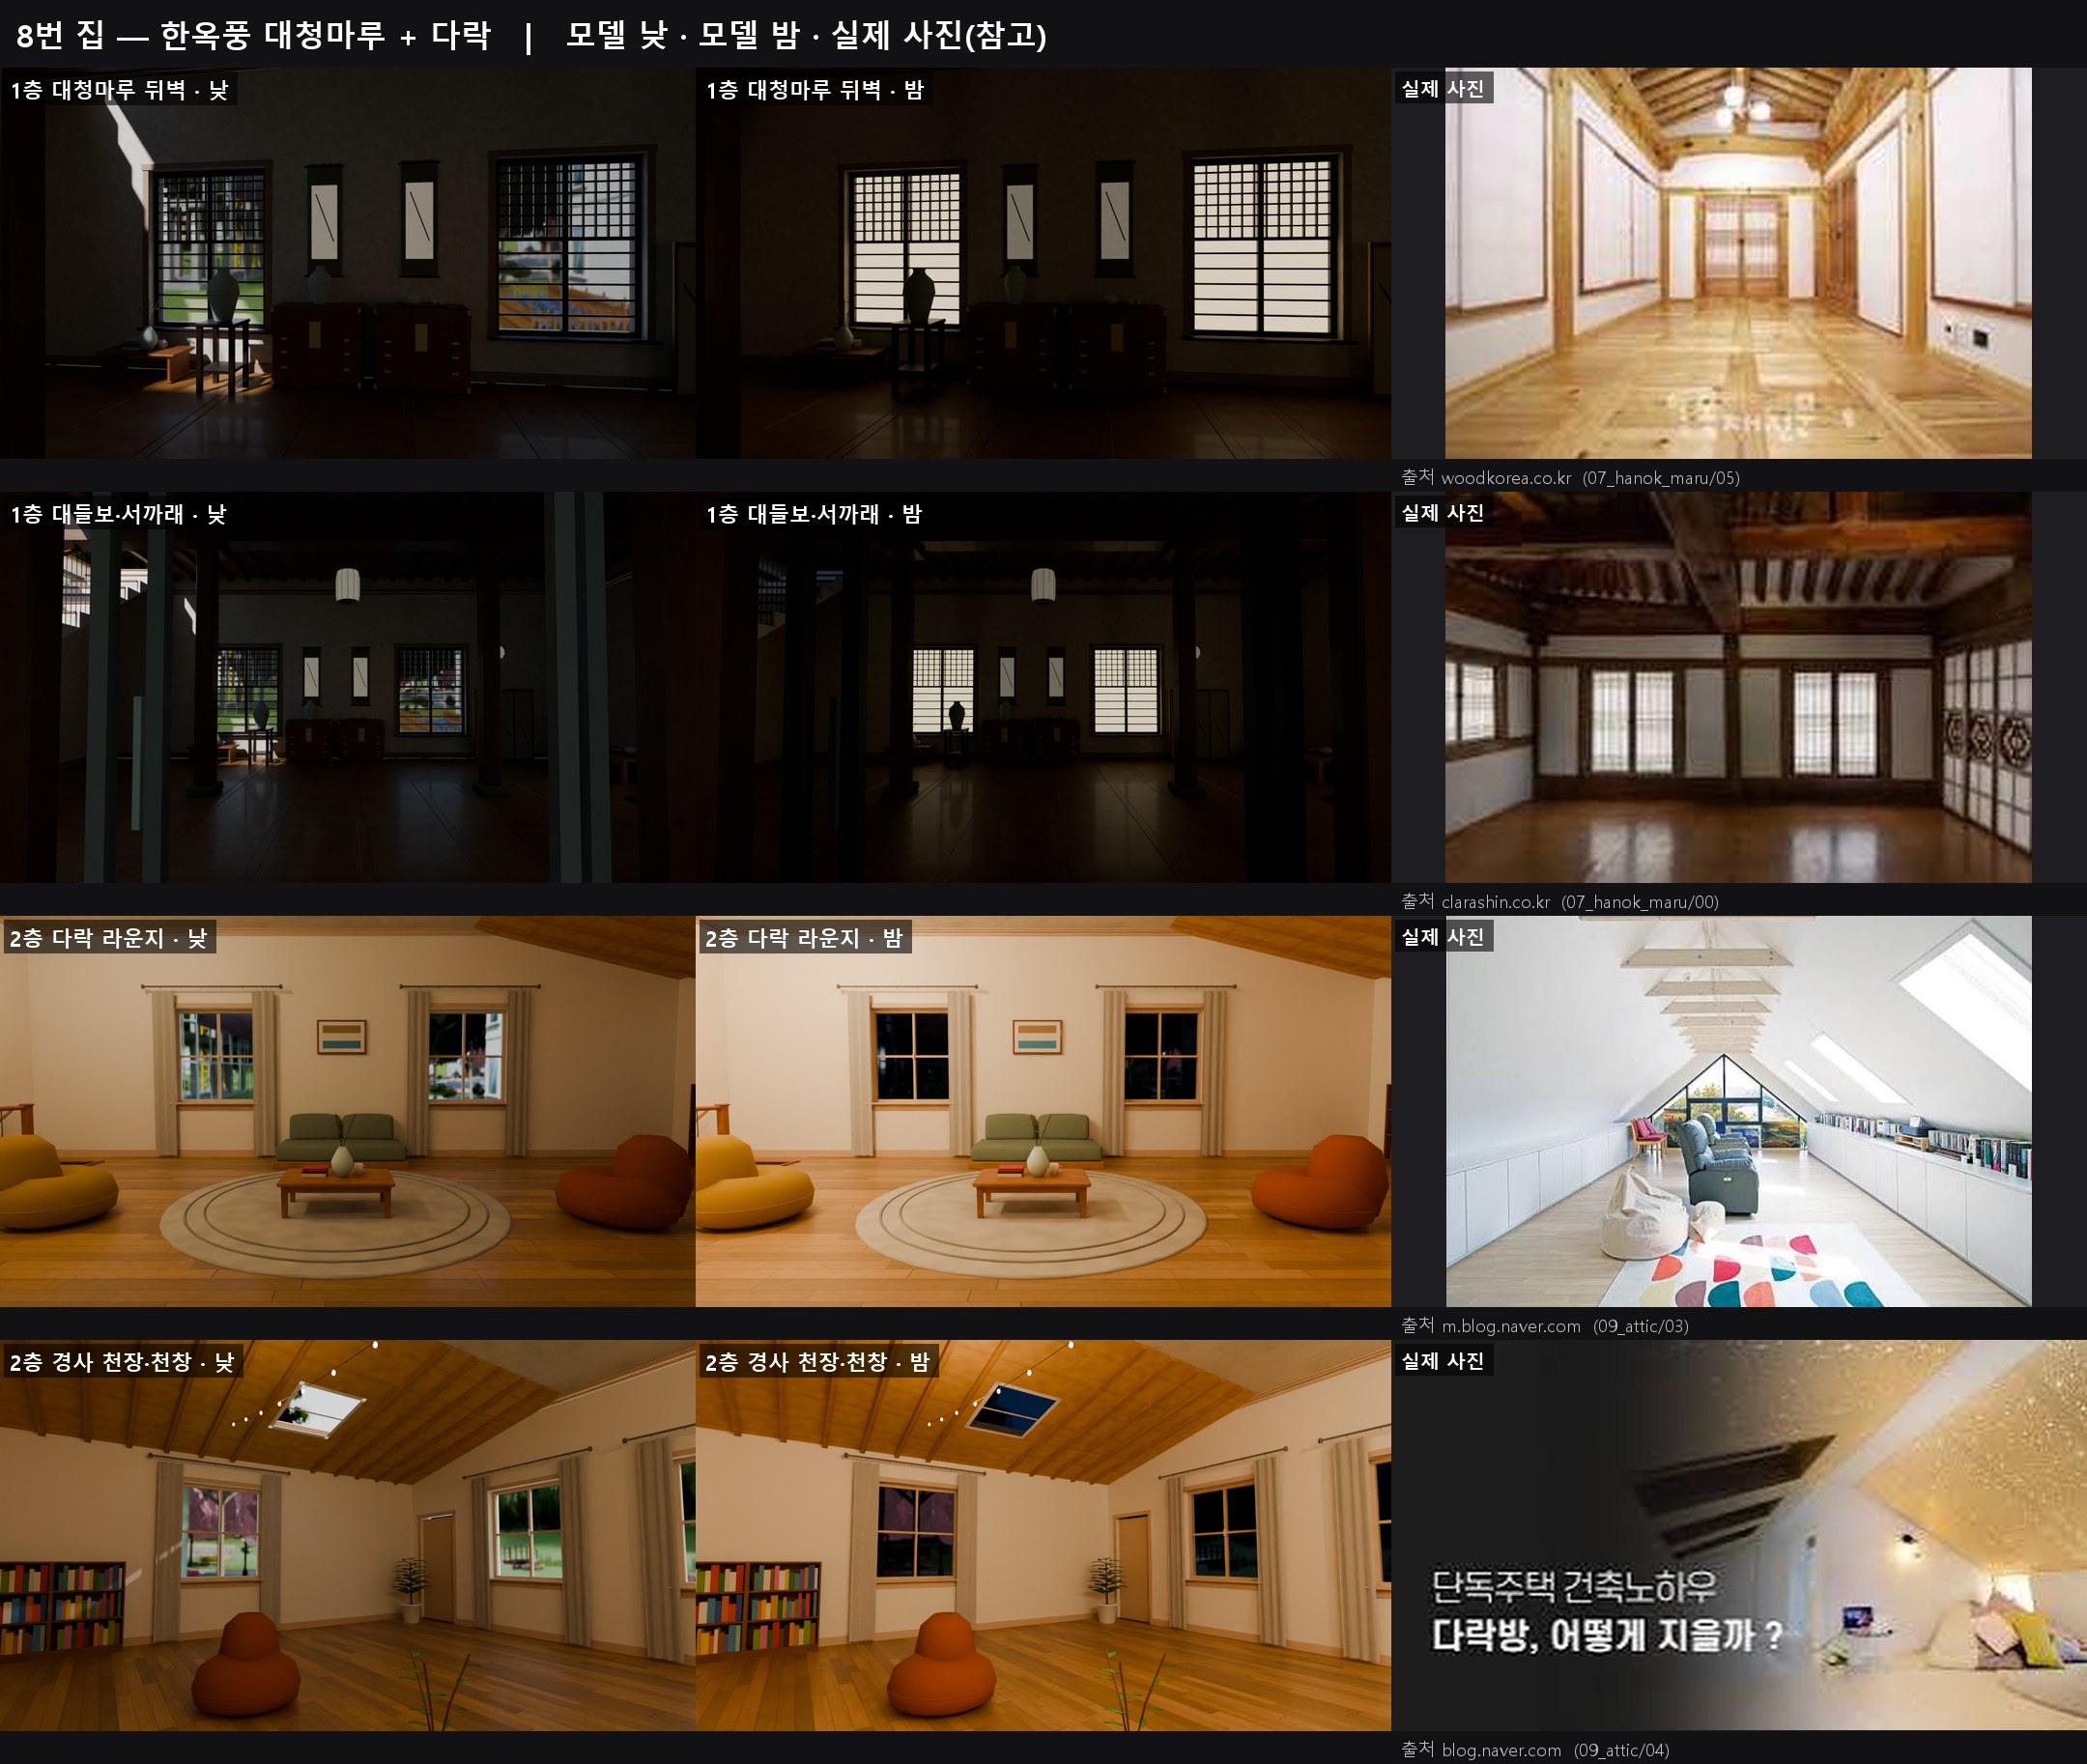 8번 집 — 한옥풍 대청마루 + 다락 | 모델 낮 · 모델 밤 · 실제 사진(참고)
1층 대청마루 뒤벽 · 낮
1층 대청마루 뒤벽 · 밤
실제 사진
출처 woodkorea.co.kr (07_hanok_maru/05)
1층 대들보·서까래 · 낮
1층 대들보·서까래 · 밤
실제 사진
출처 clarashin.co.kr (07_hanok_maru/00)
2층 다락 라운지 · 낮
2층 다락 라운지 · 밤
실제 사진
출처 m.blog.naver.com (09_attic/03)
2층 경사 천장·천창 · 낮
2층 경사 천장·천창 · 밤
실제 사진
단독주택 건축노하우
다락방, 어떻게 지을까 ?
출처 blog.naver.com (09_attic/04)